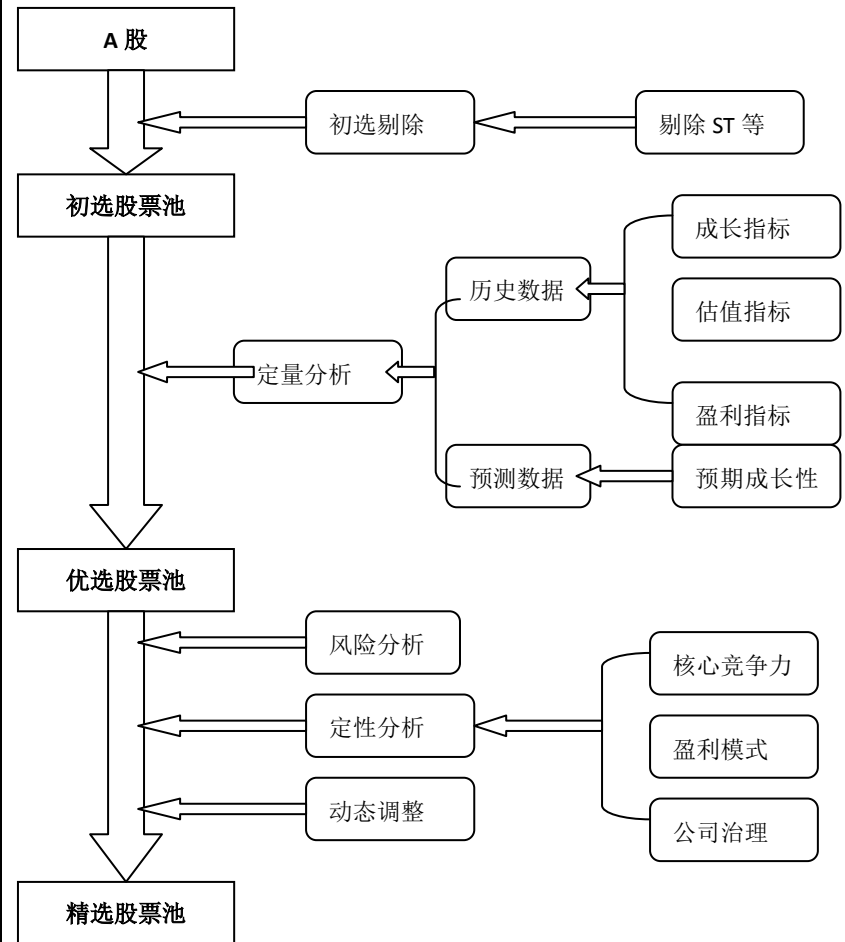 A 股
初选剔除
剔除 ST 等
初选股票池
成长指标
历史数据
估值指标
定量分析
盈利指标
预测数据
预期成长性
优选股票池
风险分析
核心竞争力
定性分析
盈利模式
动态调整
公司治理
精选股票池